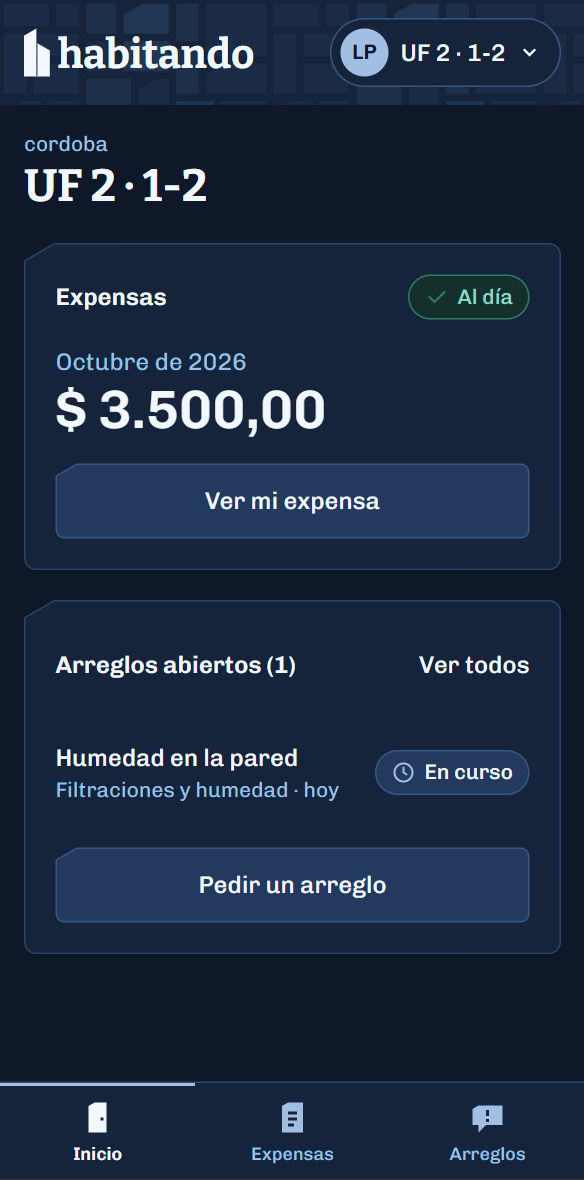 habitando
LP UF 2 · 1-2
cordoba
UF 2 · 1-2
Expensas
Al día
Octubre de 2026
$ 3.500,00
Ver mi expensa
Arreglos abiertos (1)
Ver todos
Humedad en la pared
Filtraciones y humedad · hoy
En curso
Pedir un arreglo
Inicio
Expensas
Arreglos